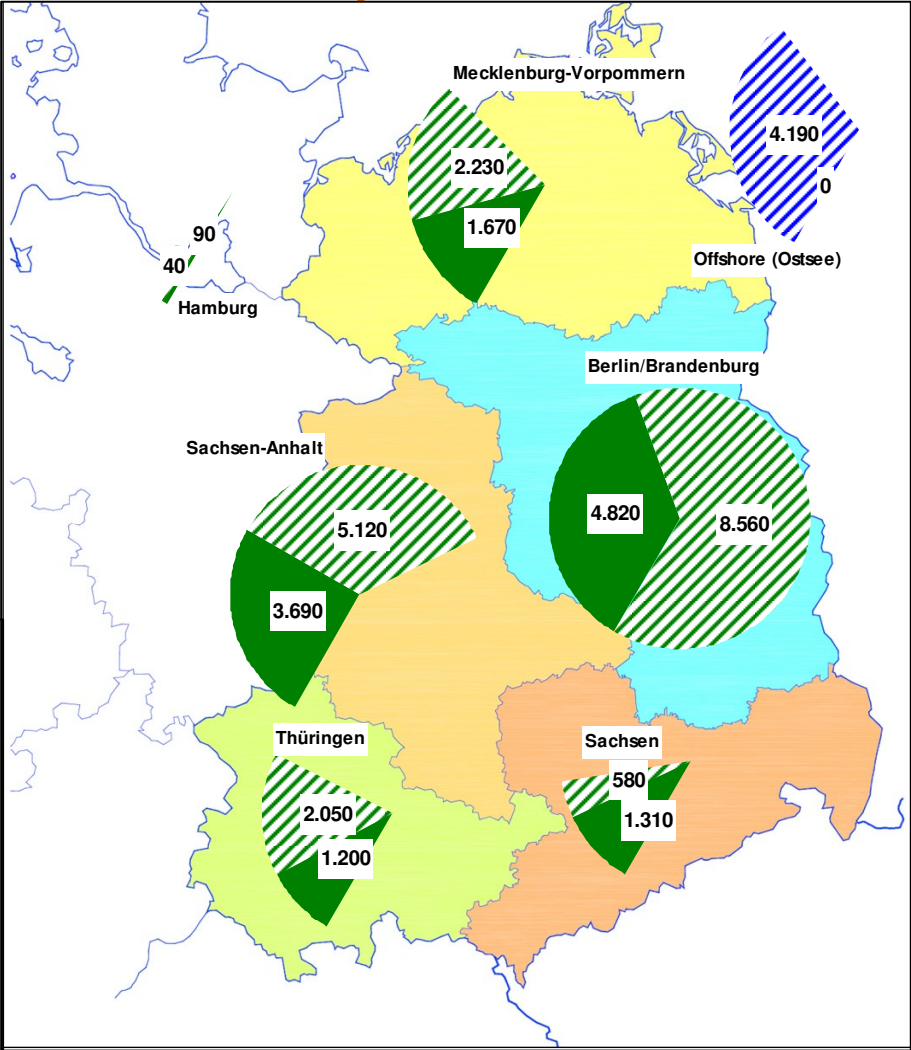 Mecklenburg-Vorpommern
4.190
2.230
0
1.670
90
Offshore (Ostsee)
40
Hamburg
Berlin/Brandenburg
Sachsen-Anhalt
4.820
8.560
5.120
3.690
Thüringen
Sachsen
580
2.050
1.310
1.200